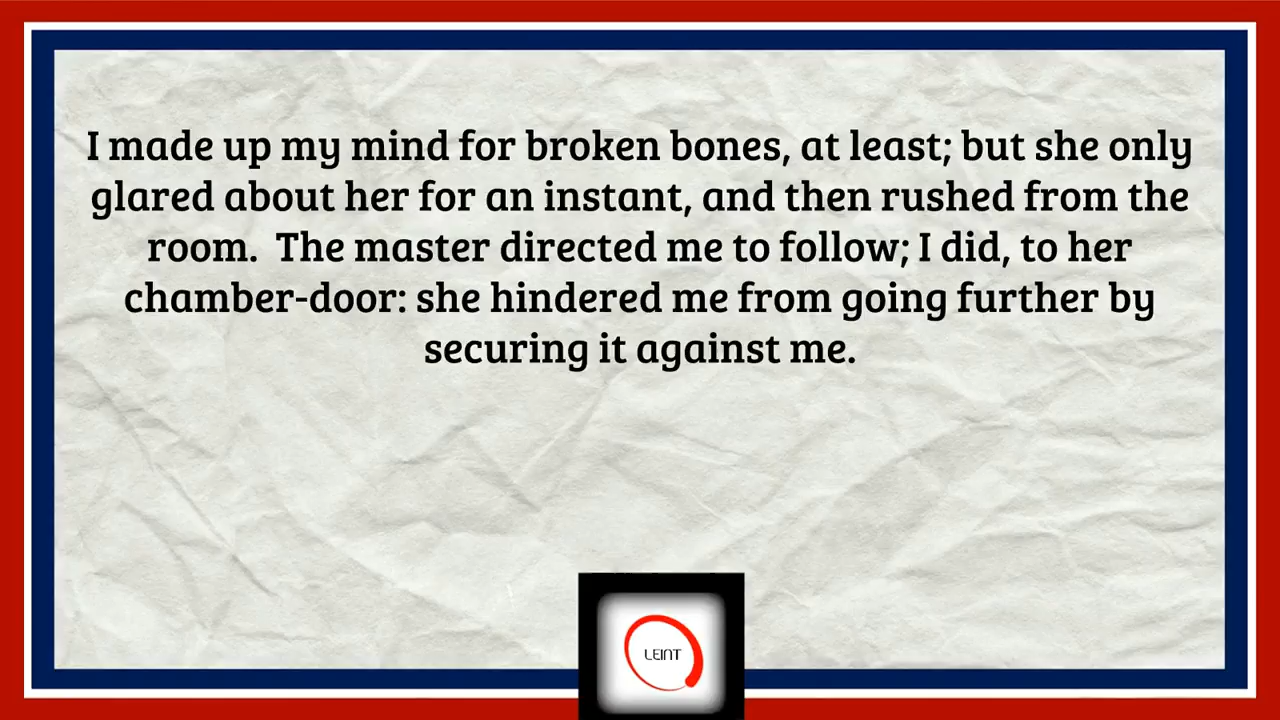 I made up my mind for broken bones, at least; but she only
glared about her for an instant, and then rushed from the
room.  The master directed me to follow; I did, to her
chamber-door: she hindered me from going further by
securing it against me.
LEINT